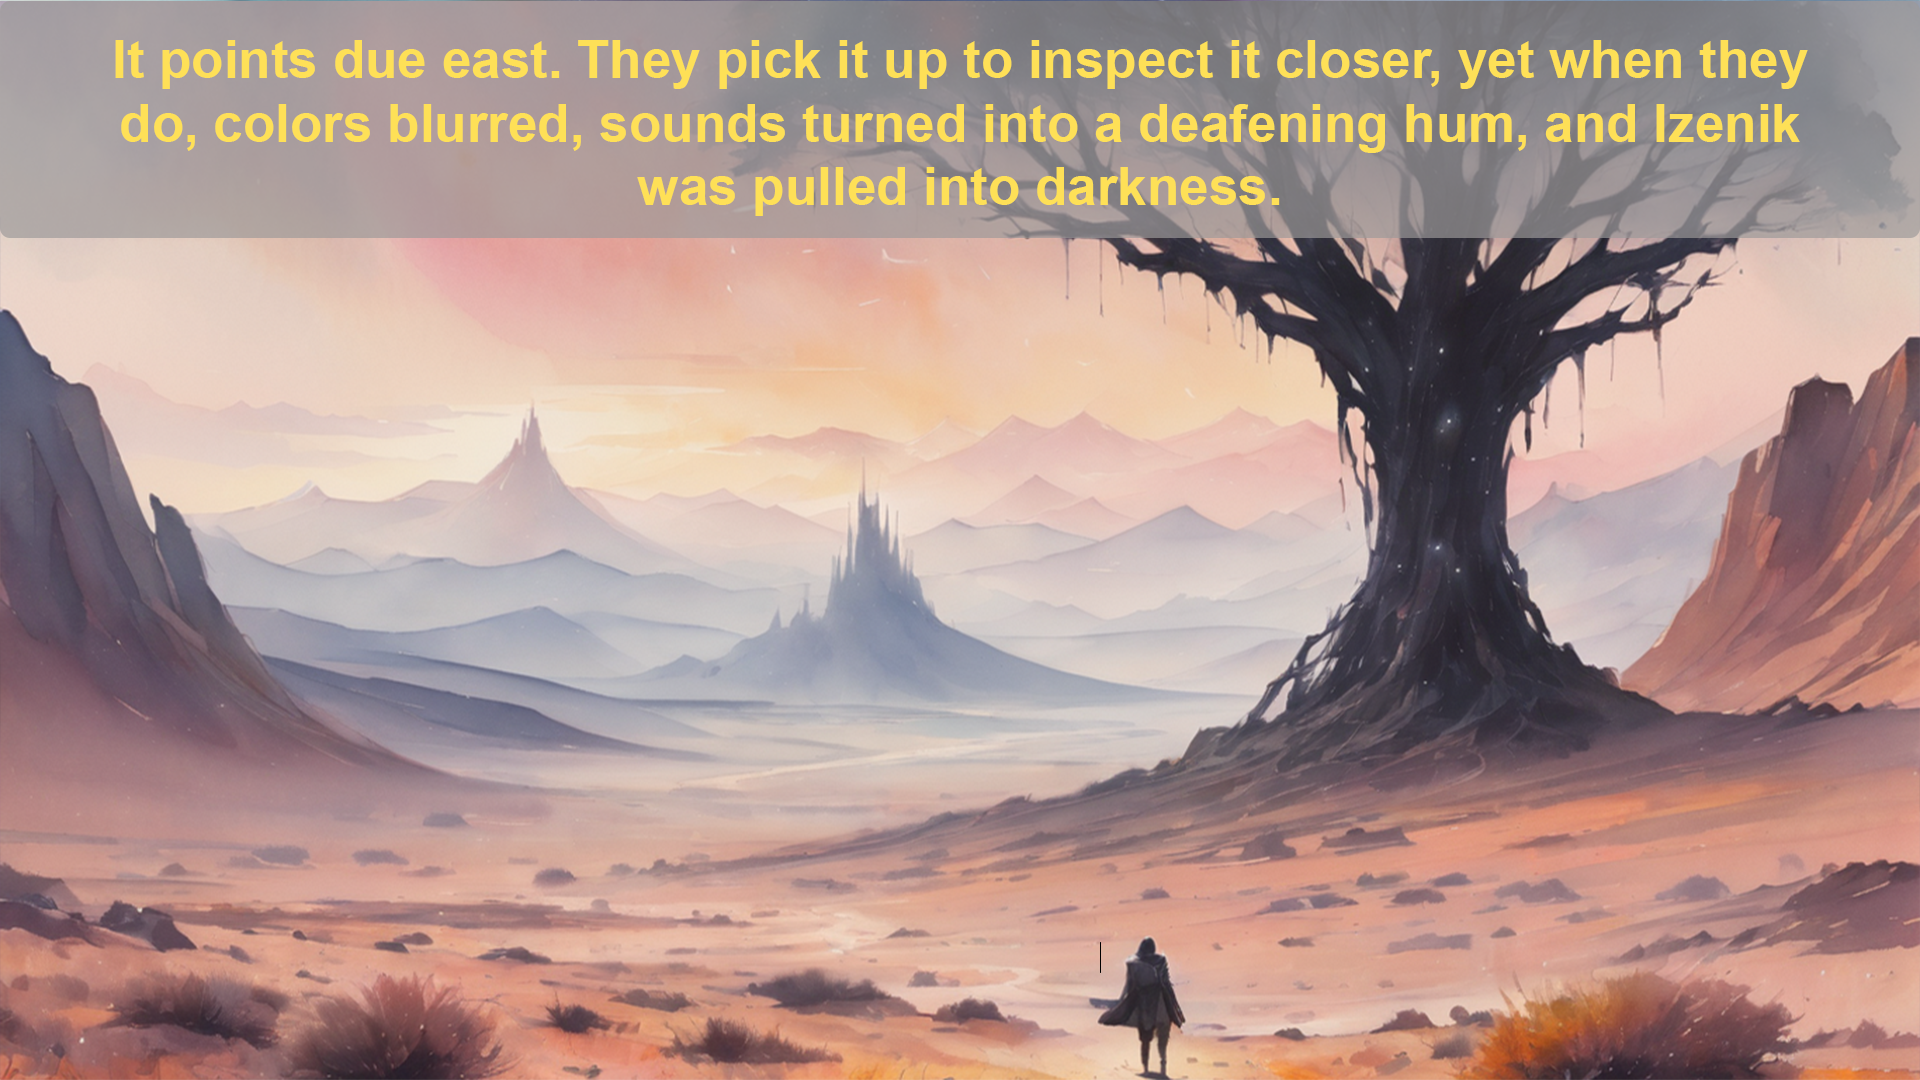 It points due east. They pick it up to inspect it closer, yet when they
do, colors blurred, sounds turned into a deafening hum, and Izenik
was pulled into darkness.